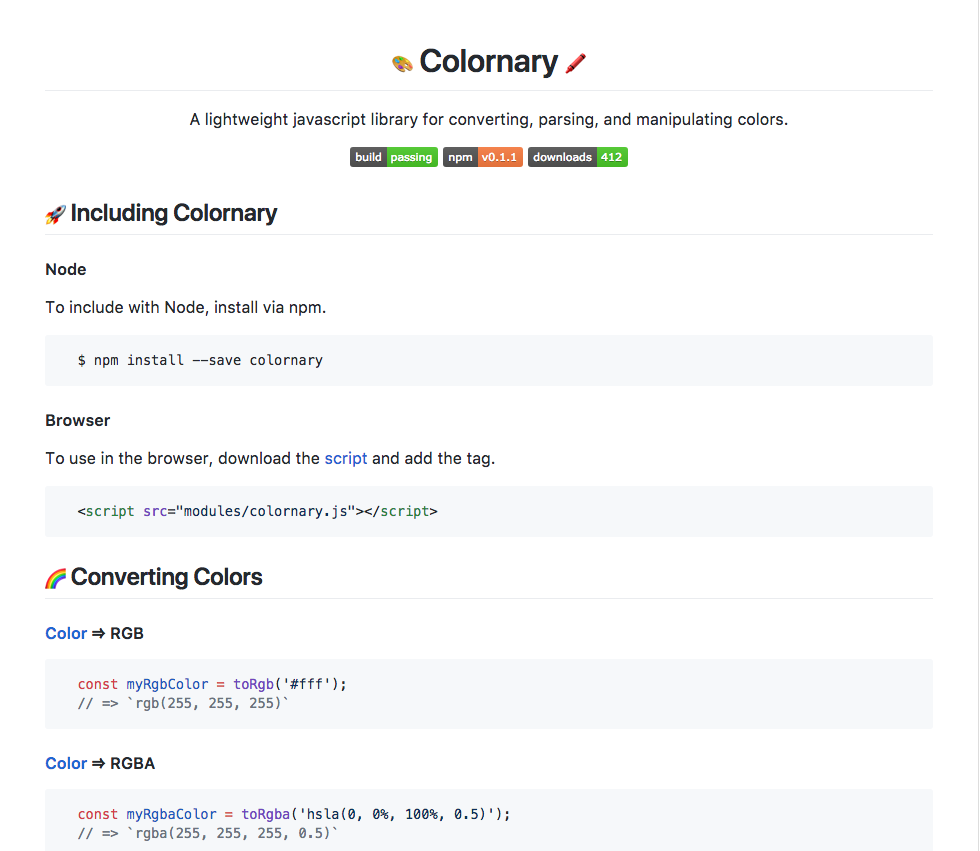 🎨 Colornary 🖍️
A lightweight javascript library for converting, parsing, and manipulating colors.
build passing npm v0.1.1 downloads 412
🚀 Including Colornary
Node
To include with Node, install via npm.
$ npm install --save colornary
Browser
To use in the browser, download the script and add the tag.
<script src="modules/colornary.js"></script>
🌈 Converting Colors
Color ⇒ RGB
const myRgbColor = toRgb('#fff');
// => `rgb(255, 255, 255)`
Color ⇒ RGBA
const myRgbaColor = toRgba('hsla(0, 0%, 100%, 0.5)');
// => `rgba(255, 255, 255, 0.5)`